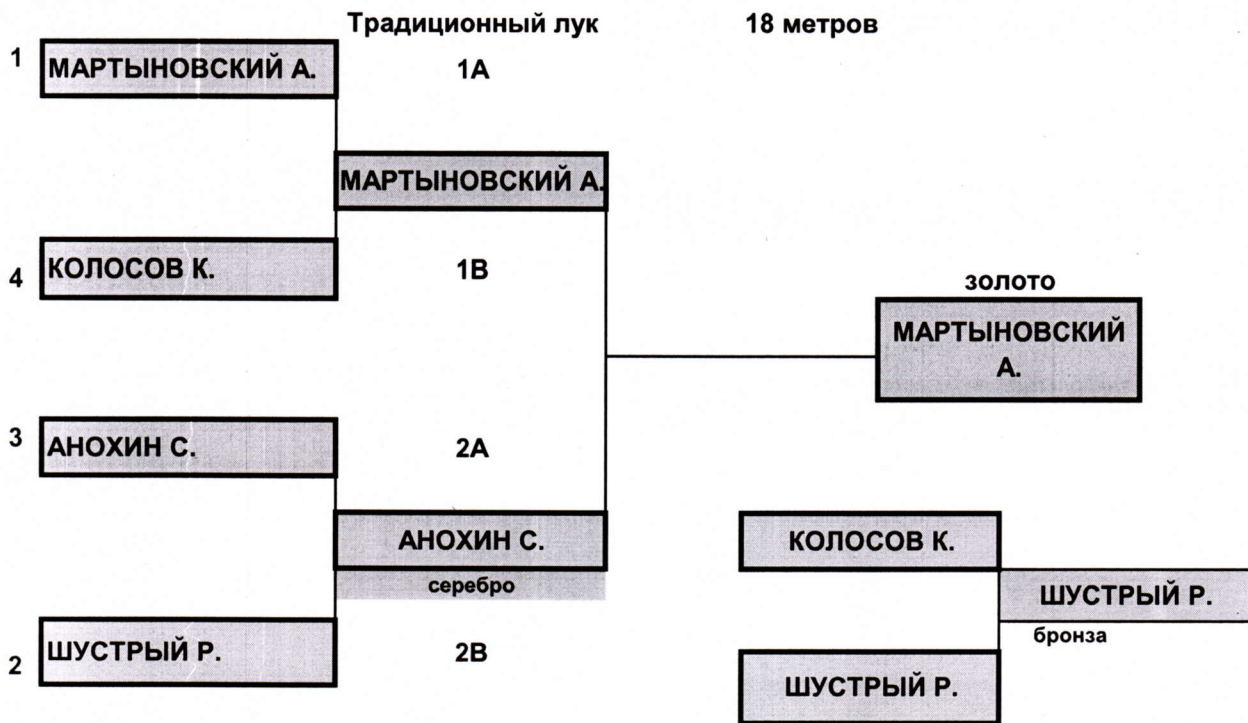 Традиционный лук 18 метров
1 МАРТЫНОВСКИЙ А. 1А
МАРТЫНОВСКИЙ А.
4 КОЛОСОВ К. 1В
золото
МАРТЫНОВСКИЙ
А.
3 АНОХИН С. 2А
АНОХИН С. КОЛОСОВ К.
серебро
ШУСТРЫЙ Р.
бронза
2 ШУСТРЫЙ Р. 2В
ШУСТРЫЙ Р.